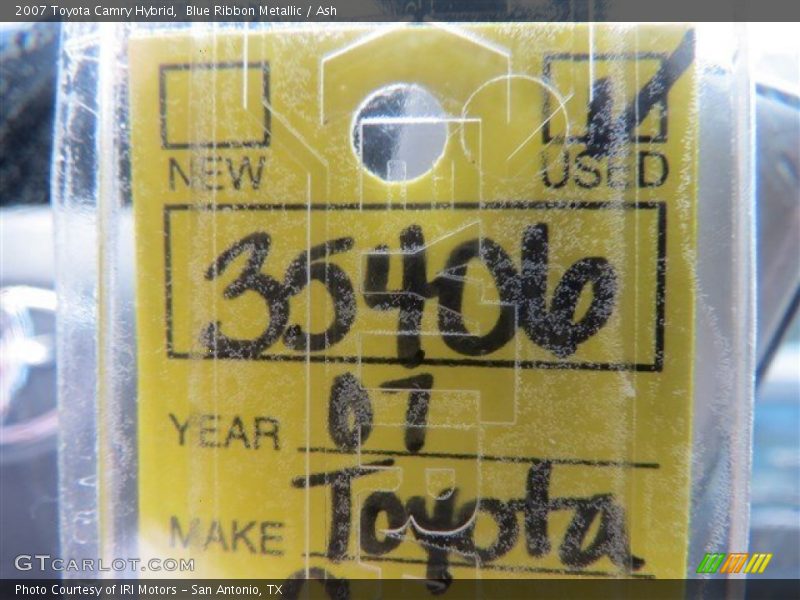 2007 Toyota Camry Hybrid, Blue Ribbon Metallic / Ash
NEW USED
35406
YEAR 07
MAKE Toyota
GTCARLOT.COM
Photo Courtesy of IRI Motors - San Antonio, TX